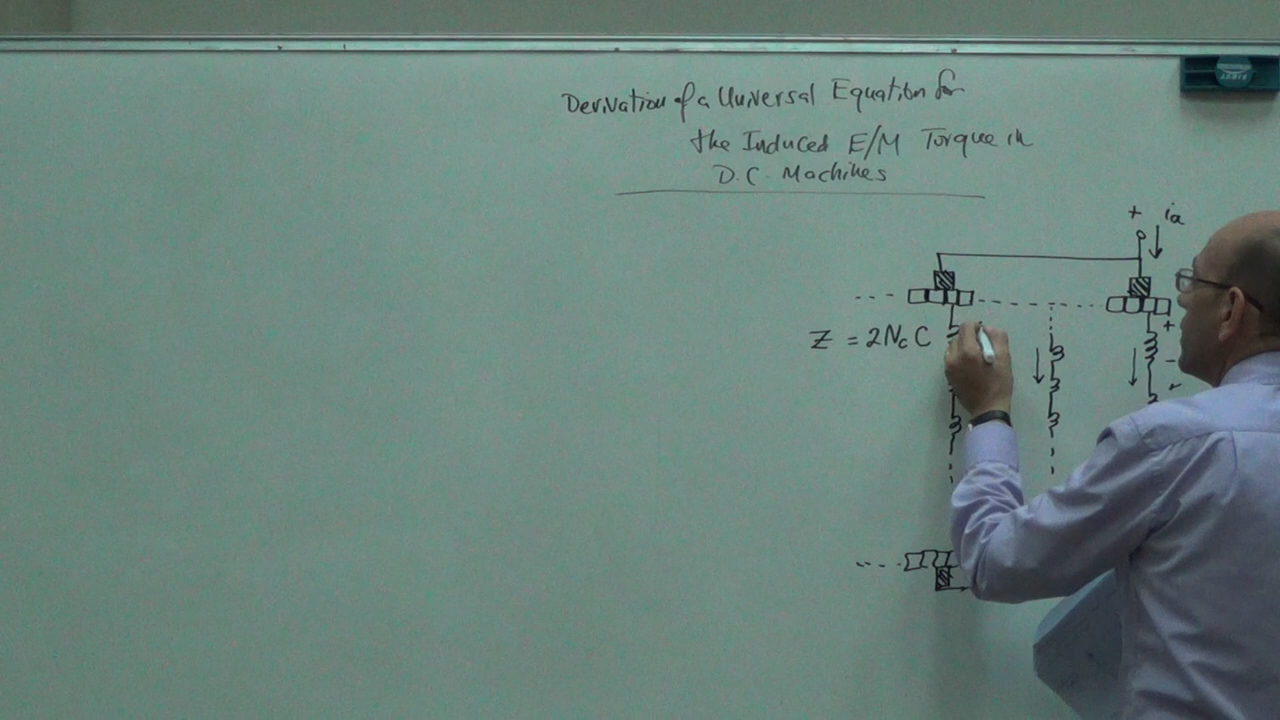 Derivation of a Universal Equation for
the Induced E/M Torque in
D.C. Machines
+ ia
Z = 2NcC
+
-
+